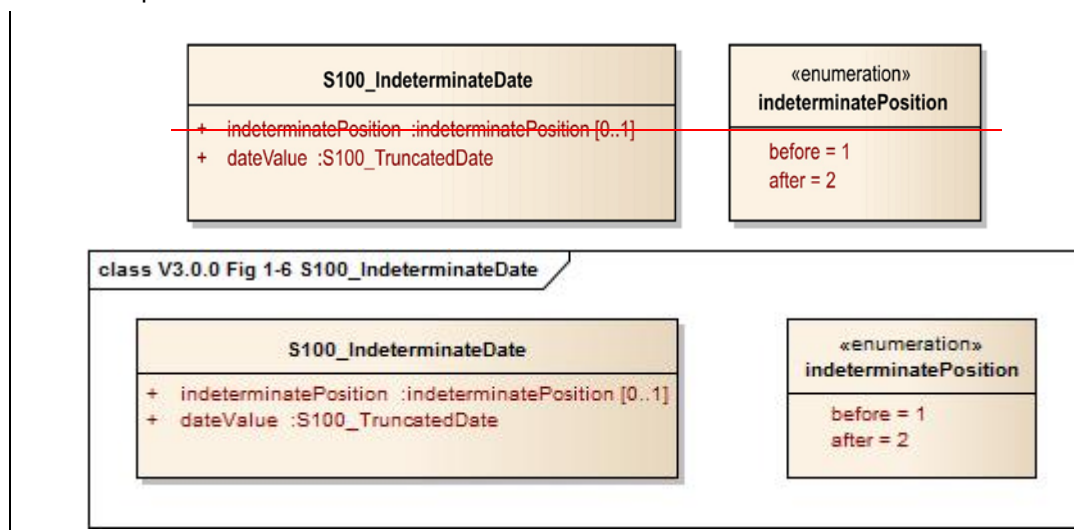 S100_IndeterminateDate
+ indeterminatePosition :indeterminatePosition [0..1]
+ dateValue :S100_TruncatedDate
«enumeration»
indeterminatePosition
before = 1
after = 2
class V3.0.0 Fig 1-6 S100_IndeterminateDate
S100_IndeterminateDate
+ indeterminatePosition :indeterminatePosition [0..1]
+ dateValue :S100_TruncatedDate
«enumeration»
indeterminatePosition
before = 1
after = 2